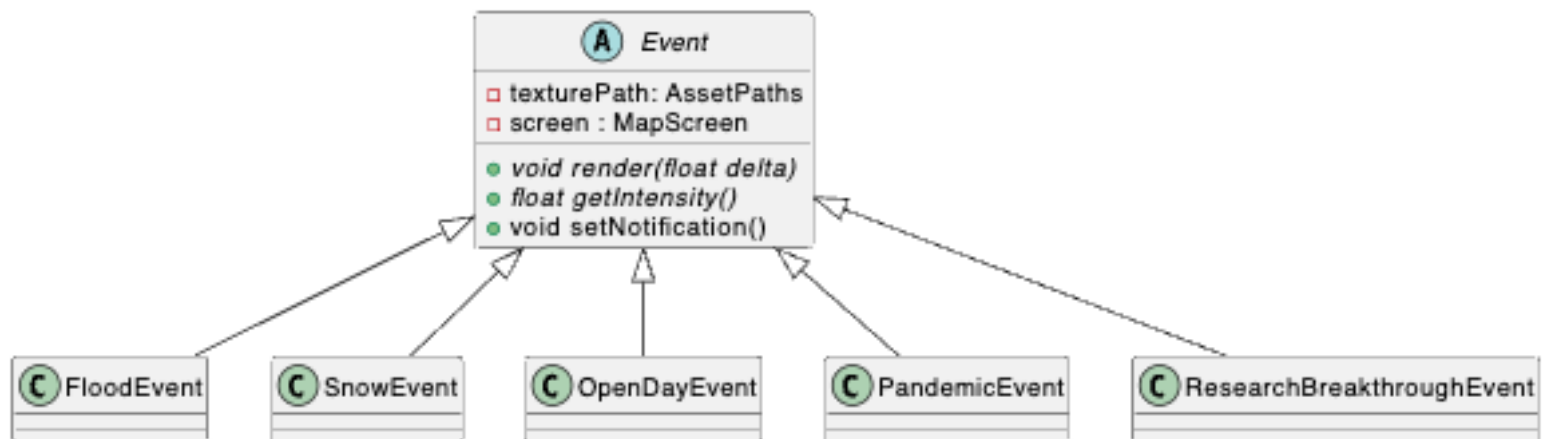 A Event
texturePath: AssetPaths
screen : MapScreen
void render(float delta)
float getIntensity()
void setNotification()
C FloodEvent
C SnowEvent
C OpenDayEvent
C PandemicEvent
C ResearchBreakthroughEvent